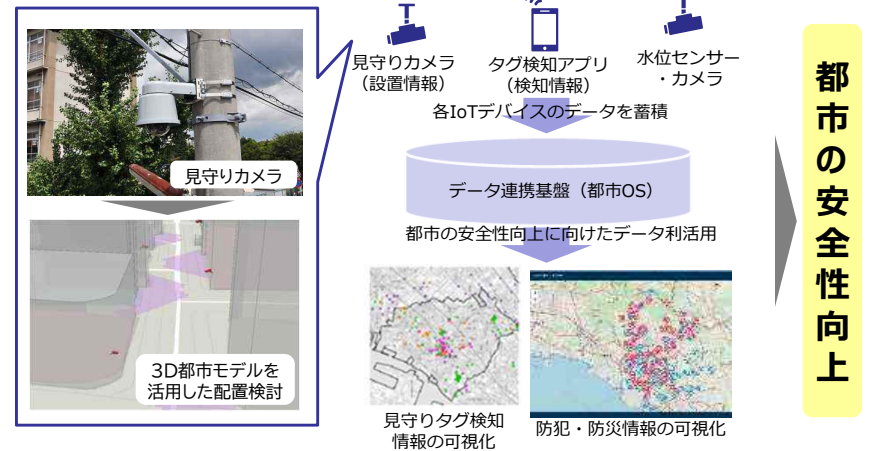 見守りカメラ
3D都市モデルを
活用した配置検討
見守りカメラ
（設置情報）
タグ検知アプリ
（検知情報）
水位センサー
・カメラ
各IoTデバイスのデータを蓄積
データ連携基盤（都市OS）
都市の安全性向上に向けたデータ利活用
見守りタグ検知
情報の可視化
防犯・防災情報の可視化
都市の安全性向上